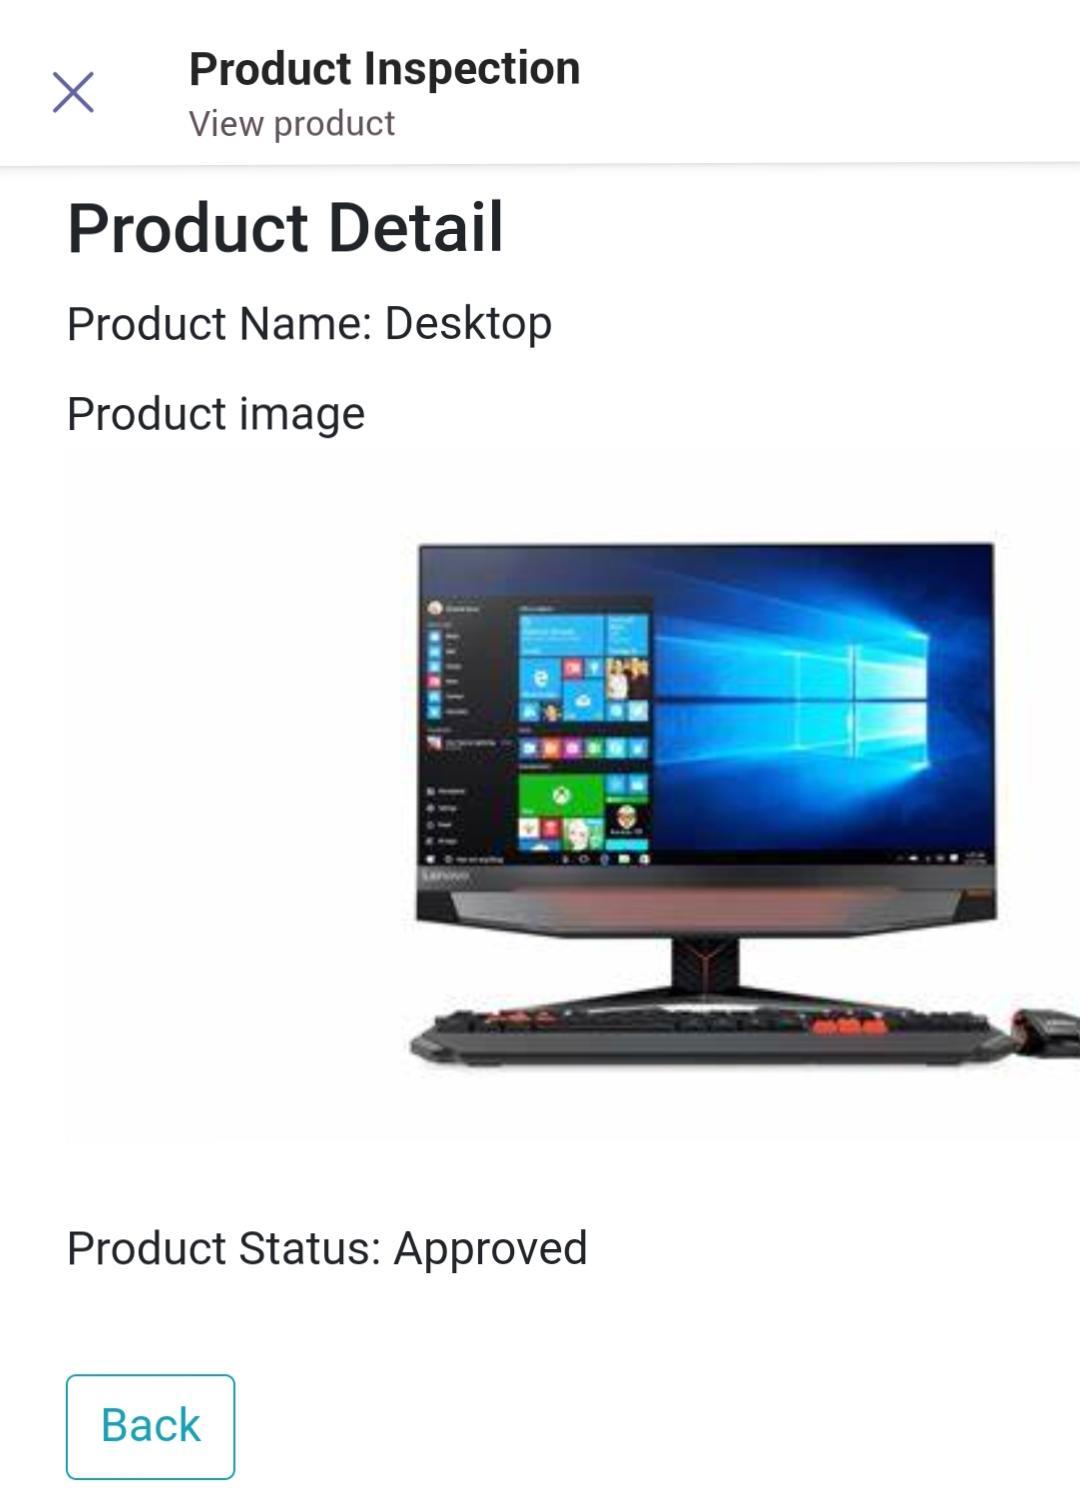 Product Inspection
View product
Product Detail
Product Name: Desktop
Product image
Lenovo
Product Status: Approved
Back